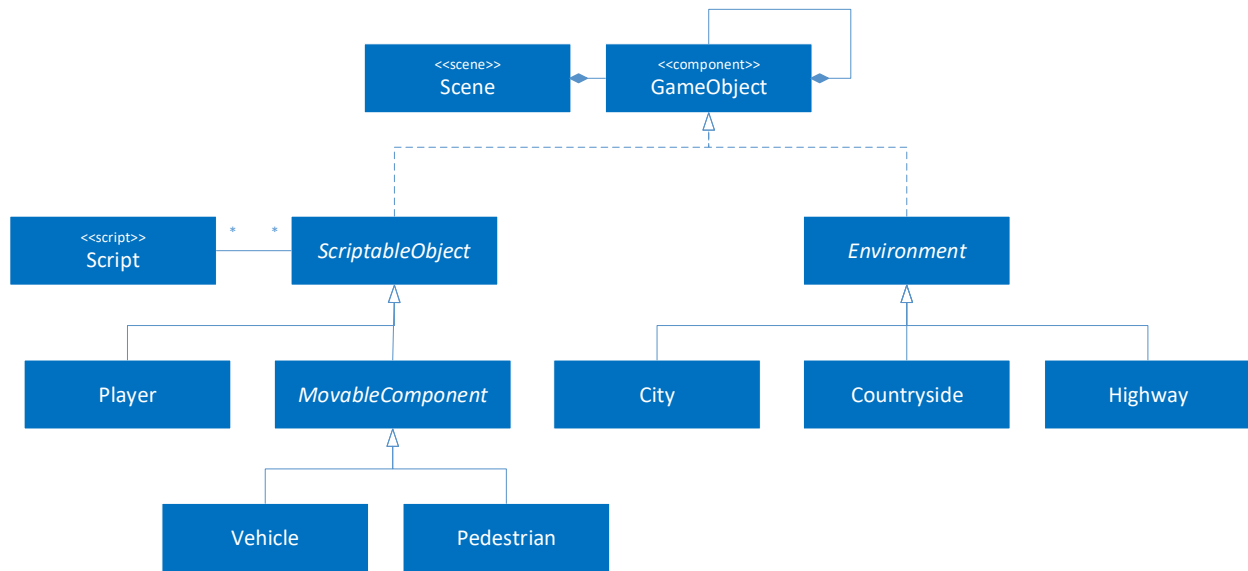 <<scene>>
Scene
<<component>>
GameObject
<<script>>
Script
* *
ScriptableObject
Environment
Player
MovableComponent
City
Countryside
Highway
Vehicle
Pedestrian